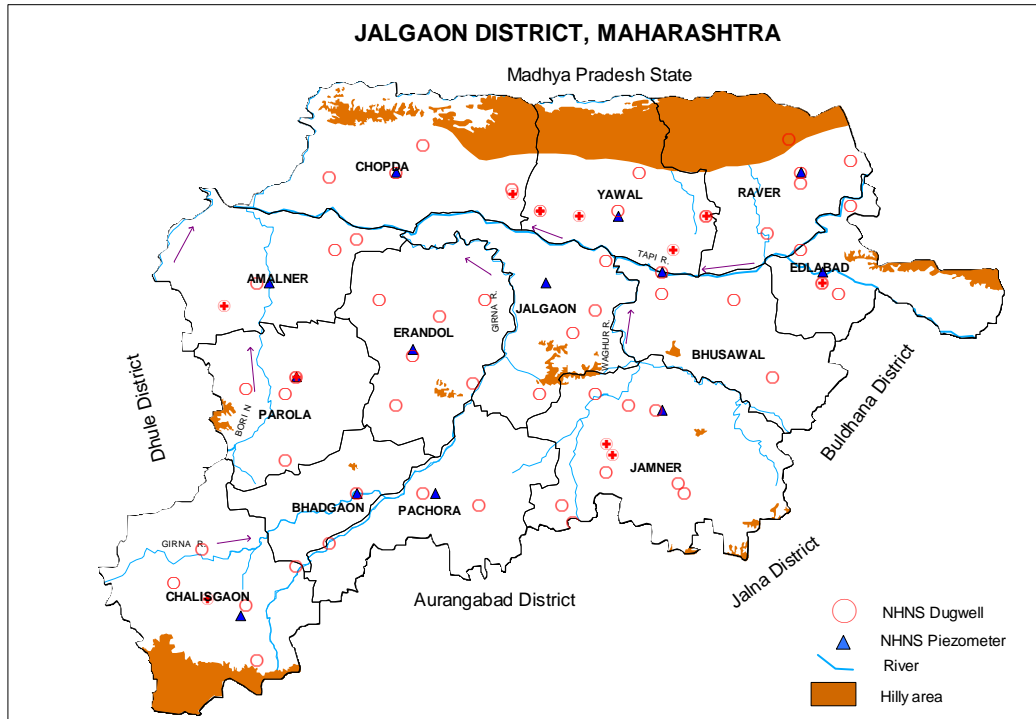 JALGAON DISTRICT, MAHARASHTRA
Madhya Pradesh State
CHOPDA
YAWAL
RAVER
TAPI R.
EDLABAD
AMALNER
GIRNA R.
JALGAON
ERANDOL
WAGHUR R.
BHUSAWAL
Dhule District
BORI N
PAROLA
Buldhana District
JAMNER
BHADGAON
PACHORA
GIRNA R.
CHALISGAON
Aurangabad District
Jalna District
NHNS Dugwell
NHNS Piezometer
River
Hilly area